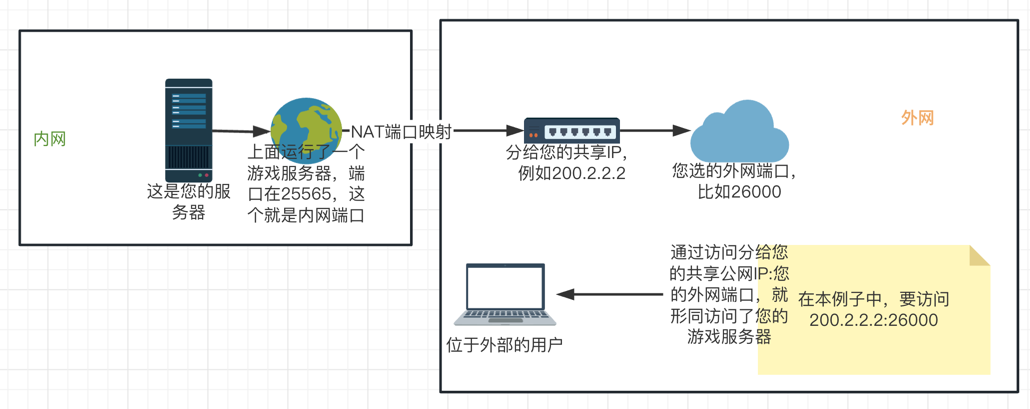 内网
这是您的服
务器
上面运行了一个
游戏服务器，端
口在25565，这
个就是内网端口
NAT端口映射
外网
分给您的共享IP，
例如200.2.2.2
您选的外网端口，
比如26000
通过访问分给您
的共享公网IP:您
的外网端口，就
形同访问了您的
游戏服务器
在本例子中，要访问
200.2.2.2:26000
位于外部的用户